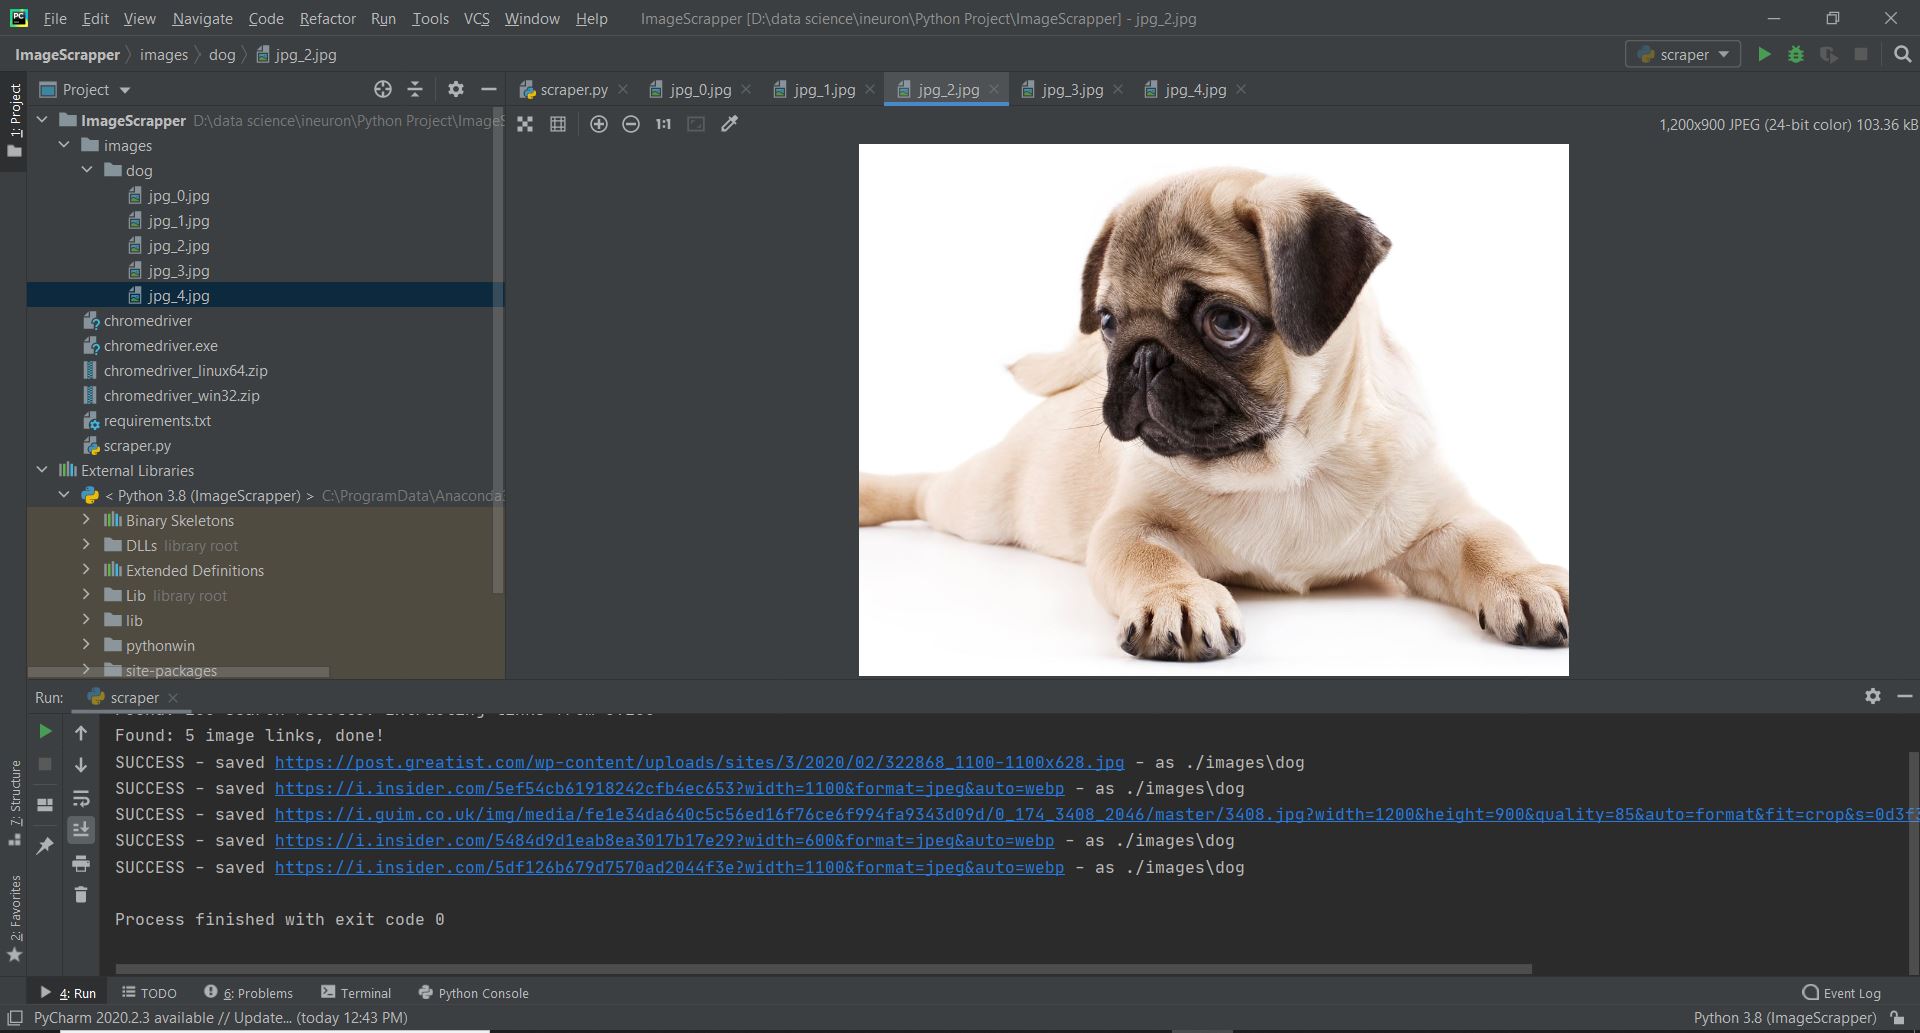 File Edit View Navigate Code Refactor Run Tools VCS Window Help ImageScrapper [D:\data science\ineuron\Python Project\ImageScrapper] - jpg_2.jpg
ImageScrapper images dog jpg_2.jpg scraper
1: Project
Project
scraper.py jpg_0.jpg jpg_1.jpg jpg_2.jpg jpg_3.jpg jpg_4.jpg
1:1 1,200x900 JPEG (24-bit color) 103.36 kB
ImageScrapper D:\data science\ineuron\Python Project\ImageS
images
dog
jpg_0.jpg
jpg_1.jpg
jpg_2.jpg
jpg_3.jpg
jpg_4.jpg
chromedriver
chromedriver.exe
chromedriver_linux64.zip
chromedriver_win32.zip
requirements.txt
scraper.py
External Libraries
< Python 3.8 (ImageScrapper) > C:\ProgramData\Anaconda
Binary Skeletons
DLLs library root
Extended Definitions
Lib library root
lib
pythonwin
site-packages
Run: scraper
Found: 5 image links, done!
SUCCESS - saved https://post.greatist.com/wp-content/uploads/sites/3/2020/02/322868_1100-1100x628.jpg - as ./images\dog
SUCCESS - saved https://i.insider.com/5ef54cb61918242cfb4ec653?width=1100&format=jpeg&auto=webp - as ./images\dog
SUCCESS - saved https://i.guim.co.uk/img/media/fe1e34da640c5c56ed16f76ce6f994fa9343d09d/0_174_3408_2046/master/3408.jpg?width=1200&height=900&quality=85&auto=format&fit=crop&s=0d3f3
SUCCESS - saved https://i.insider.com/5484d9d1eab8ea3017b17e29?width=600&format=jpeg&auto=webp - as ./images\dog
SUCCESS - saved https://i.insider.com/5df126b679d7570ad2044f3e?width=1100&format=jpeg&auto=webp - as ./images\dog
Process finished with exit code 0
7: Structure
2: Favorites
4: Run TODO 6: Problems Terminal Python Console Event Log
PyCharm 2020.2.3 available // Update... (today 12:43 PM) Python 3.8 (ImageScrapper)